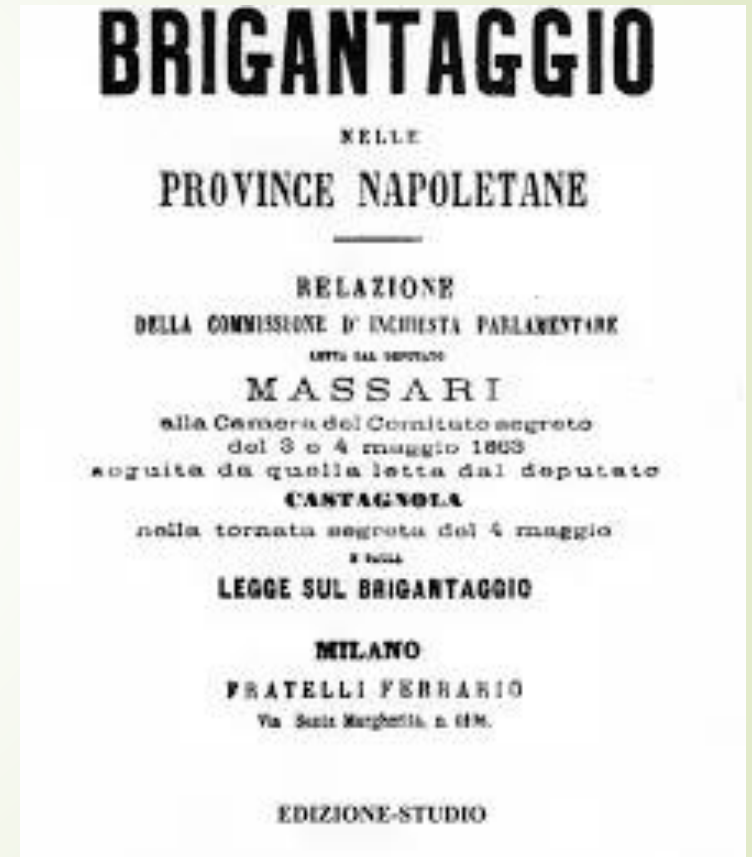 BRIGANTAGGIO
NELLE
PROVINCE NAPOLETANE
RELAZIONE
DELLA COMMISSIONE D' INCHIESTA PARLAMENTARE
LETTA DAL DEPUTATO
MASSARI
alla Camera del Comitato segreto
del 3 e 4 maggio 1863
seguita da quella letta dal deputato
CASTAGNOLA
nella tornata segreta del 4 maggio
E DALLA
LEGGE SUL BRIGANTAGGIO
MILANO
FRATELLI FERRARIO
Via Santa Margherita, n.
EDIZIONE-STUDIO